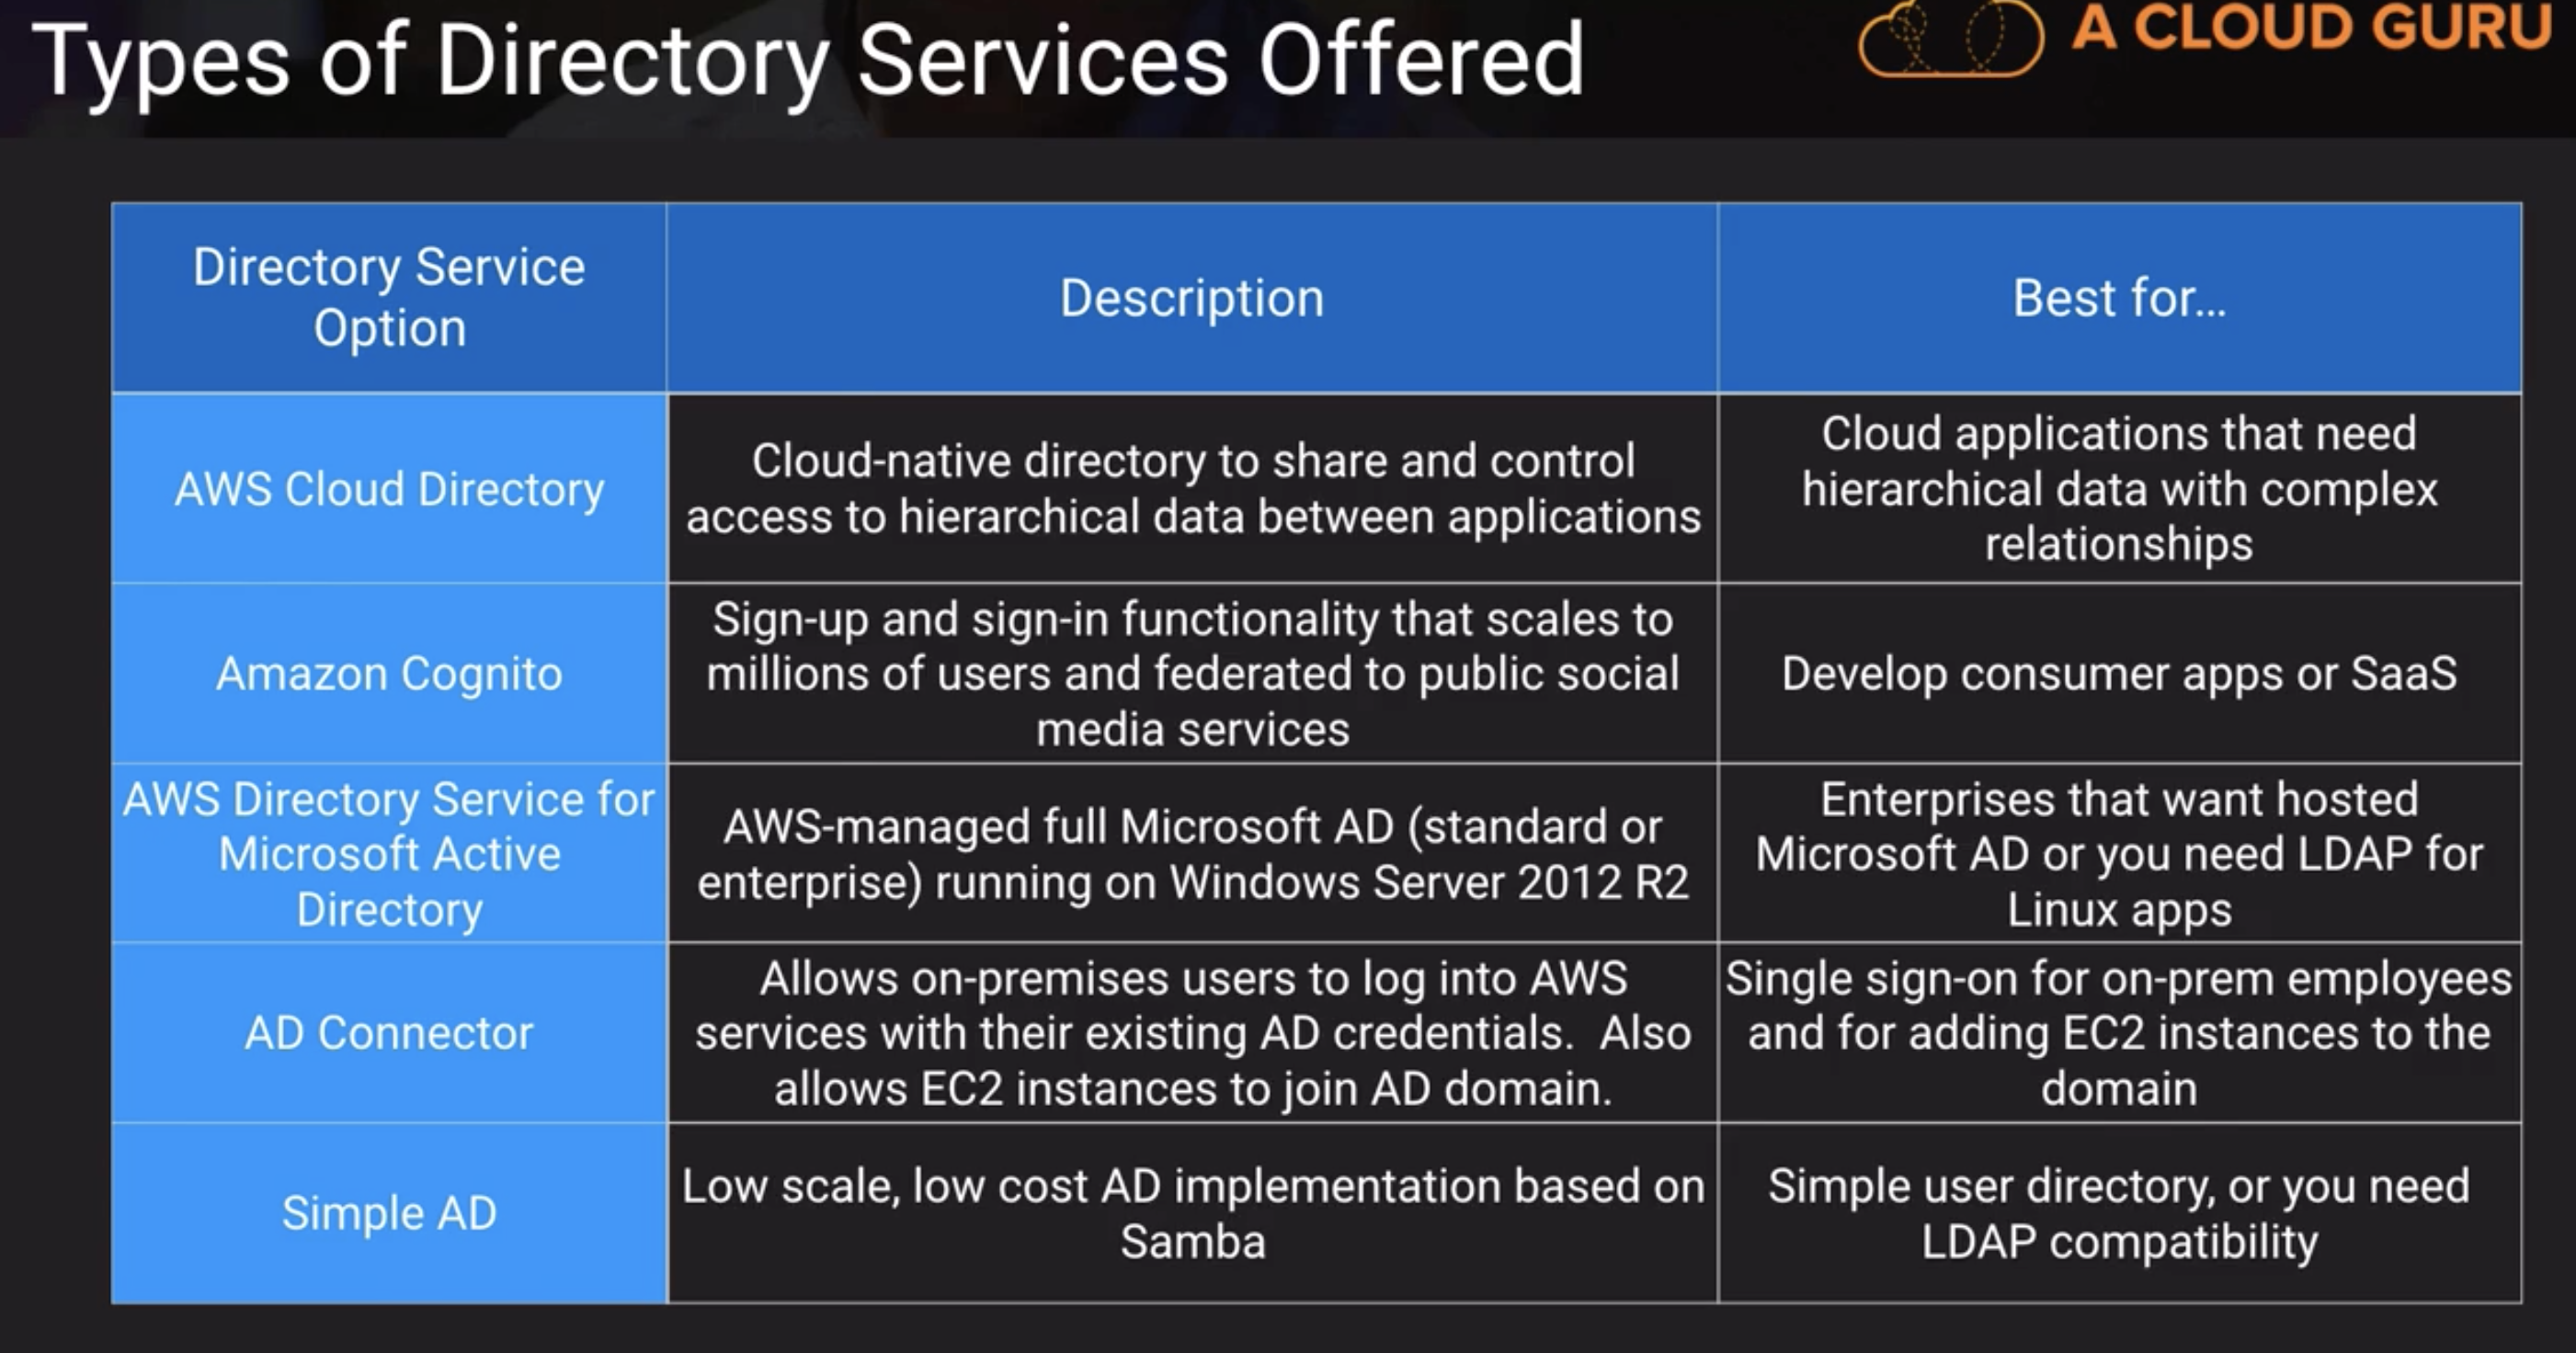 Types of Directory Services Offered
A CLOUD GURU
Directory Service
Option
Description
Best for...
AWS Cloud Directory
Cloud-native directory to share and control
access to hierarchical data between applications
Cloud applications that need
hierarchical data with complex
relationships
Amazon Cognito
Sign-up and sign-in functionality that scales to
millions of users and federated to public social
media services
Develop consumer apps or SaaS
AWS Directory Service for
Microsoft Active
Directory
AWS-managed full Microsoft AD (standard or
enterprise) running on Windows Server 2012 R2
Enterprises that want hosted
Microsoft AD or you need LDAP for
Linux apps
AD Connector
Allows on-premises users to log into AWS
services with their existing AD credentials.  Also
allows EC2 instances to join AD domain.
Single sign-on for on-prem employees
and for adding EC2 instances to the
domain
Simple AD
Low scale, low cost AD implementation based on
Samba
Simple user directory, or you need
LDAP compatibility